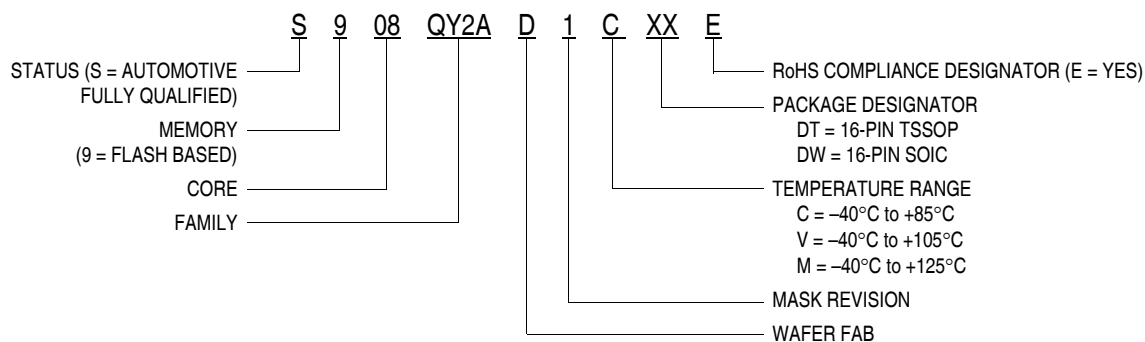 S 9 08 QY2A D 1 C XX E
STATUS (S = AUTOMOTIVE
FULLY QUALIFIED)
MEMORY
(9 = FLASH BASED)
CORE
FAMILY
RoHS COMPLIANCE DESIGNATOR (E = YES)
PACKAGE DESIGNATOR
DT = 16-PIN TSSOP
DW = 16-PIN SOIC
TEMPERATURE RANGE
C = –40°C to +85°C
V = –40°C to +105°C
M = –40°C to +125°C
MASK REVISION
WAFER FAB